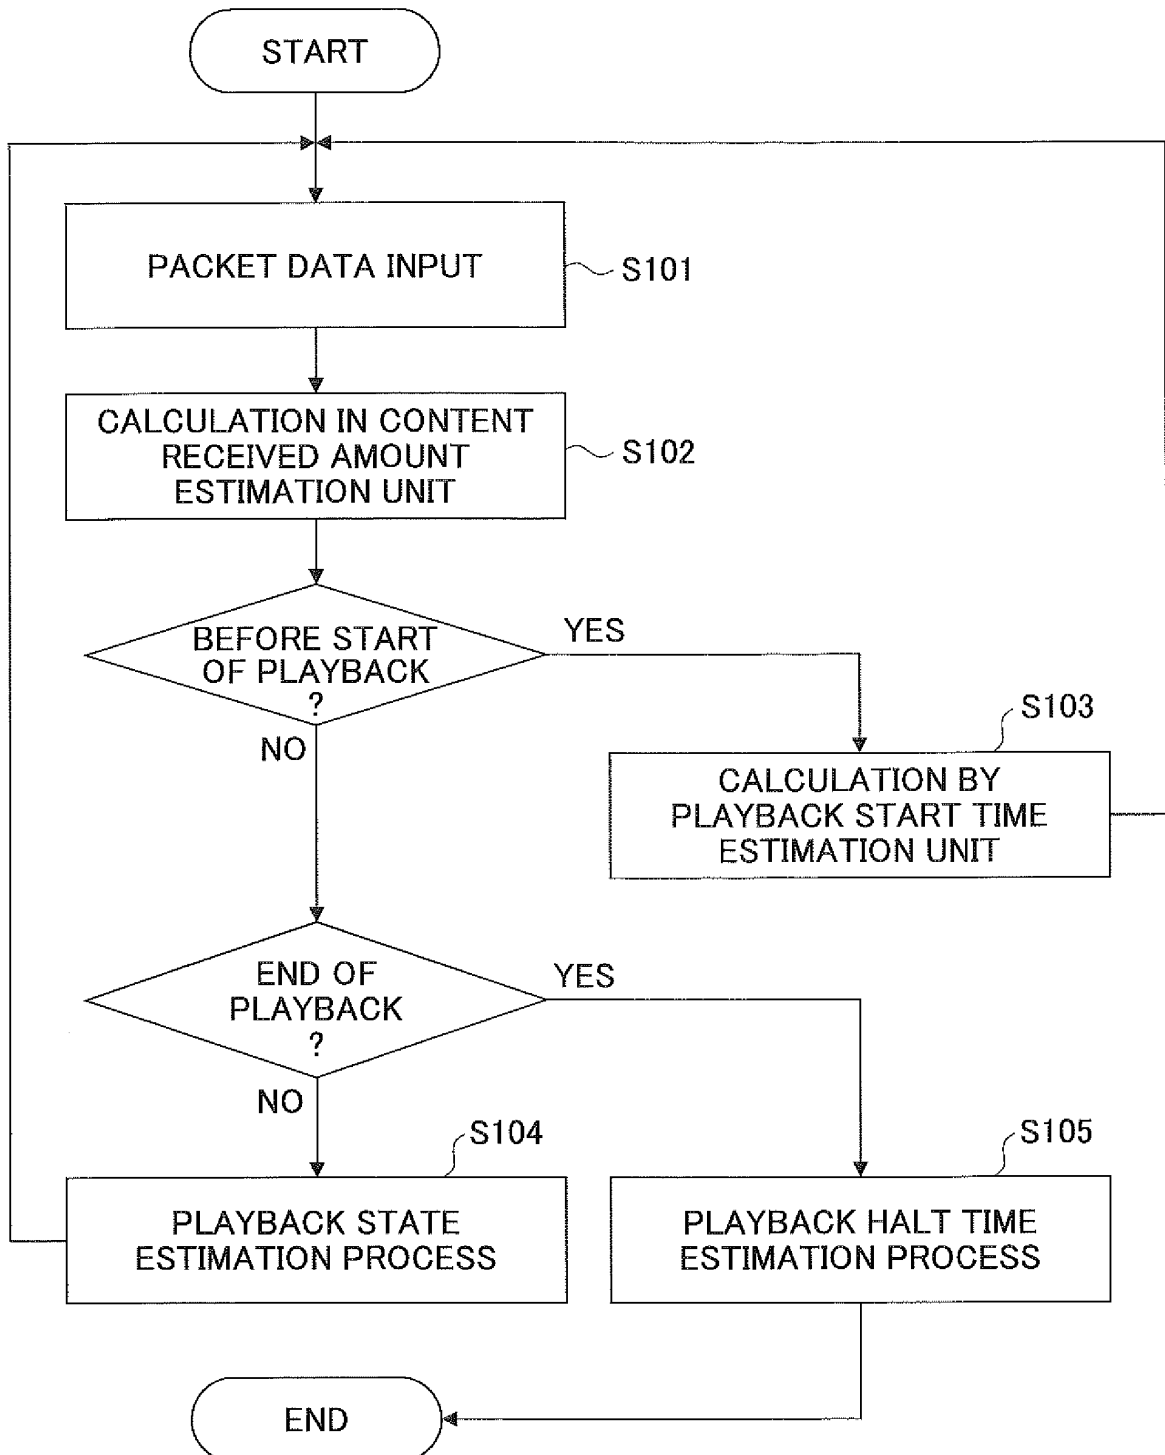 START
PACKET DATA INPUT
S101
CALCULATION IN CONTENT
RECEIVED AMOUNT
ESTIMATION UNIT
S102
BEFORE START
OF PLAYBACK
?
YES
NO
S103
CALCULATION BY
PLAYBACK START TIME
ESTIMATION UNIT
END OF
PLAYBACK
?
YES
NO
S104
PLAYBACK STATE
ESTIMATION PROCESS
S105
PLAYBACK HALT TIME
ESTIMATION PROCESS
END